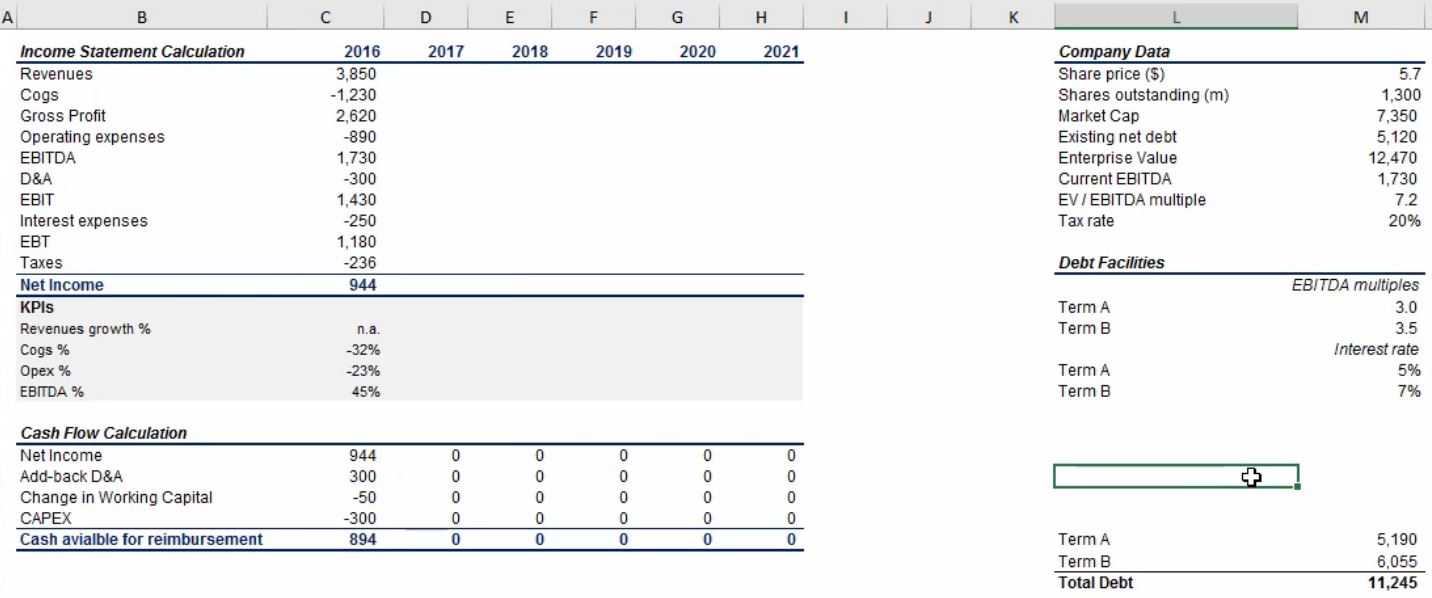 A B C D E F G H I J K L M
Income Statement Calculation 2016 2017 2018 2019 2020 2021 Company Data
Revenues 3,850 Share price ($) 5.7
Cogs -1,230 Shares outstanding (m) 1,300
Gross Profit 2,620 Market Cap 7,350
Operating expenses -890 Existing net debt 5,120
EBITDA 1,730 Enterprise Value 12,470
D&A -300 Current EBITDA 1,730
EBIT 1,430 EV / EBITDA multiple 7.2
Interest expenses -250 Tax rate 20%
EBT 1,180
Taxes -236 Debt Facilities
Net Income 944 EBITDA multiples
KPIs Term A 3.0
Revenues growth % n.a. Term B 3.5
Cogs % -32% Interest rate
Opex % -23% Term A 5%
EBITDA % 45% Term B 7%
Cash Flow Calculation
Net Income 944 0 0 0 0 0
Add-back D&A 300 0 0 0 0 0
Change in Working Capital -50 0 0 0 0 0
CAPEX -300 0 0 0 0 0
Cash avialble for reimbursement 894 0 0 0 0 0 Term A 5,190
Term B 6,055
Total Debt 11,245